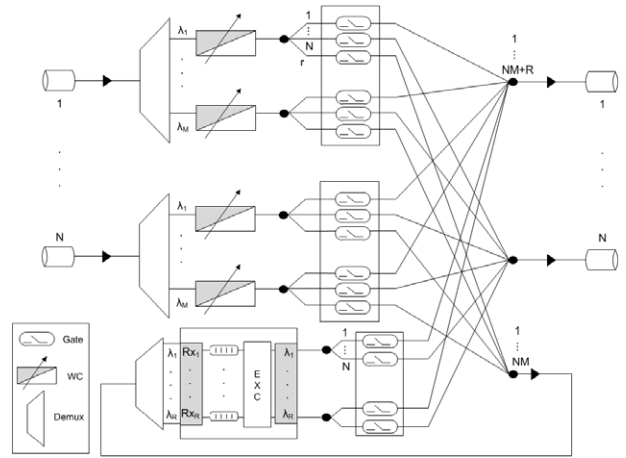 λ1
1
N
r
1
NM+R
1
1
λM
λ1
N
N
λM
1
NM
Gate
WC
Demux
λ1
Rx1
E
X
C
λ1
1
N
λR
RxR
λR